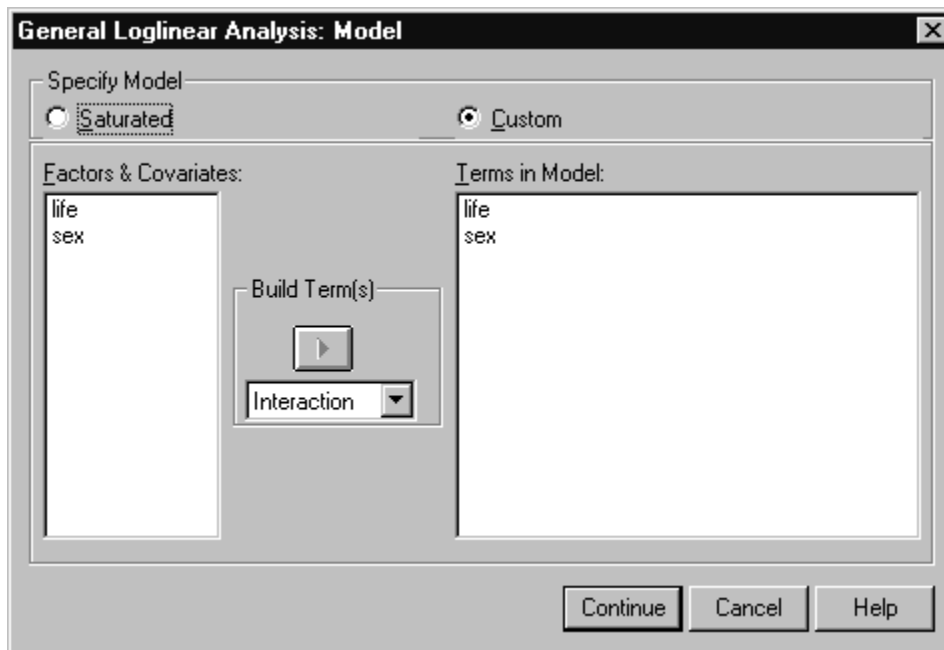 General Loglinear Analysis: Model
Specify Model
Saturated
Custom
Factors & Covariates:
life
sex
Build Term(s)
Interaction
Terms in Model:
life
sex
Continue
Cancel
Help